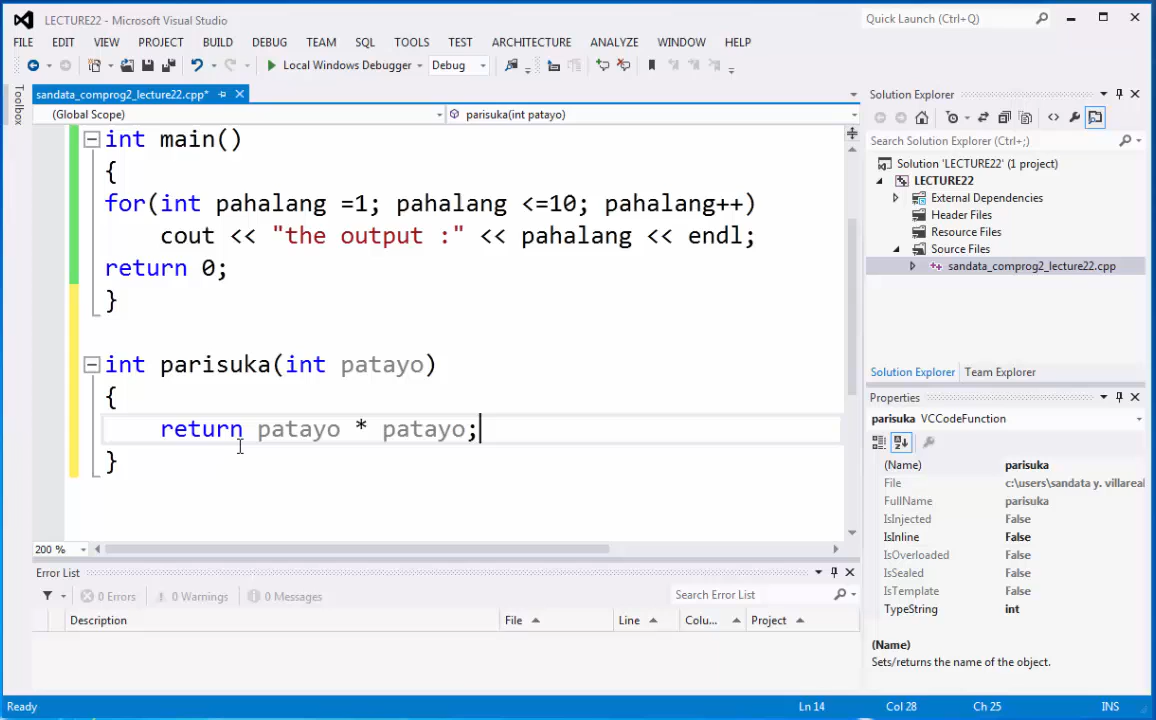 LECTURE22 - Microsoft Visual Studio
Quick Launch (Ctrl+Q)
FILE EDIT VIEW PROJECT BUILD DEBUG TEAM SQL TOOLS TEST ARCHITECTURE ANALYZE WINDOW HELP
Local Windows Debugger Debug
Toolbox
sandata_comprog2_lecture22.cpp*
(Global Scope) parisuka(int patayo)
int main()
{
for(int pahalang =1; pahalang <=10; pahalang++)
cout << "the output :" << pahalang << endl;
return 0;
}
int parisuka(int patayo)
{
return patayo * patayo;
}
200 %
Error List
0 Errors 0 Warnings 0 Messages
Search Error List
Description File Line Colu... Project
Solution Explorer
Search Solution Explorer (Ctrl+;)
Solution 'LECTURE22' (1 project)
LECTURE22
External Dependencies
Header Files
Resource Files
Source Files
sandata_comprog2_lecture22.cpp
Solution Explorer Team Explorer
Properties
parisuka VCCodeFunction
(Name) parisuka
File c:\users\sandata y. villareal
FullName parisuka
IsInjected False
IsInline False
IsOverloaded False
IsSealed False
IsTemplate False
TypeString int
(Name)
Sets/returns the name of the object.
Ready Ln 14 Col 28 Ch 25 INS